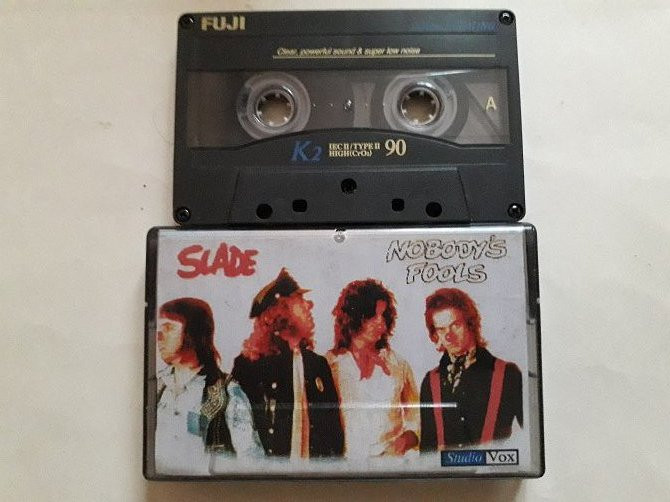 FUJI
Clear, powerful sound & super low noise
A
K2 IEC II/TYPE II HIGH(CrO2) 90
SLADE
NOBODY'S FOOLS
Studio Vox